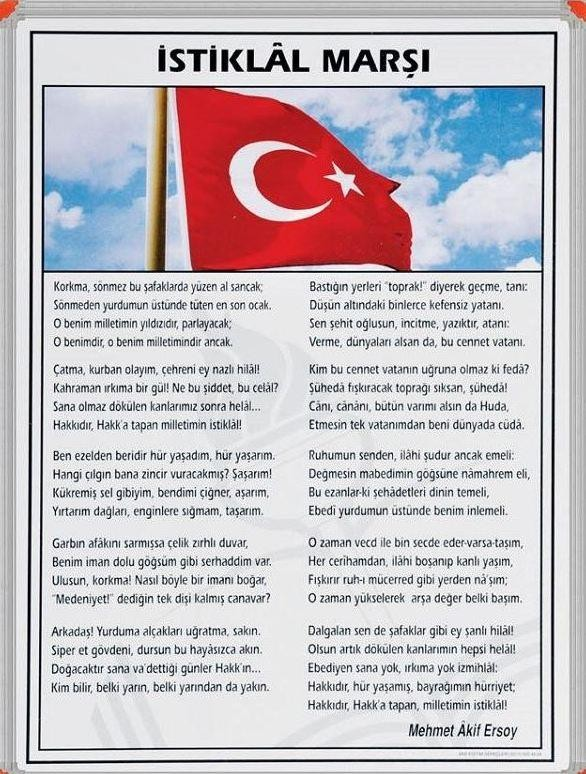 İSTİKLÂL MARŞI
Korkma, sönmez bu şafaklarda yüzen al sancak;
Sönmeden yurdumun üstünde tüten en son ocak.
O benim milletimin yıldızıdır, parlayacak;
O benimdir, o benim milletimindir ancak.
Çatma, kurban olayım, çehreni ey nazlı hilâl!
Kahraman ırkıma bir gül! Ne bu şiddet, bu celâl?
Sana olmaz dökülen kanlarımız sonra helâl...
Hakkıdır, Hakk'a tapan milletimin istiklâl!
Ben ezelden beridir hür yaşadım, hür yaşarım.
Hangi çılgın bana zincir vuracakmış? Şaşarım!
Kükremiş sel gibiyim, bendimi çiğner, aşarım,
Yırtarım dağları, enginlere sığmam, taşarım.
Garbın afâkını sarmışsa çelik zırhlı duvar,
Benim iman dolu göğsüm gibi serhaddim var.
Ulusun, korkma! Nasıl böyle bir imanı boğar,
"Medeniyet!" dediğin tek dişi kalmış canavar?
Arkadaş! Yurduma alçakları uğratma, sakın.
Siper et gövdeni, dursun bu hayâsızca akın.
Doğacaktır sana va'dettiği günler Hakk'ın...
Kim bilir, belki yarın, belki yarından da yakın.
Bastığın yerleri "toprak!" diyerek geçme, tanı:
Düşün altındaki binlerce kefensiz yatanı.
Sen şehit oğlusun, incitme, yazıktır, atanı:
Verme, dünyaları alsan da, bu cennet vatanı.
Kim bu cennet vatanın uğruna olmaz ki fedâ?
Şühedâ fışkıracak toprağı sıksan, şühedâ!
Cânı, cânânı, bütün varımı alsın da Huda,
Etmesin tek vatanımdan beni dünyada cüdâ.
Ruhumun senden, ilâhi şudur ancak emeli:
Değmesin mabedimin göğsüne nâmahrem eli,
Bu ezanlar-ki şehâdetleri dinin temeli,
Ebedî yurdumun üstünde benim inlemeli.
O zaman vecd ile bin secde eder-varsa-taşım,
Her cerihamdan, ilâhi boşanıp kanlı yaşım,
Fışkırır ruh-ı mücerred gibi yerden nâ'şım;
O zaman yükselerek arşa değer belki başım.
Dalgalan sen de şafaklar gibi ey şanlı hilâl!
Olsun artık dökülen kanlarımın hepsi helâl!
Ebediyen sana yok, ırkıma yok izmihlâl:
Hakkıdır, hür yaşamış, bayrağımın hürriyet;
Hakkıdır, Hakk'a tapan, milletimin istiklâl!
Mehmet Âkif Ersoy